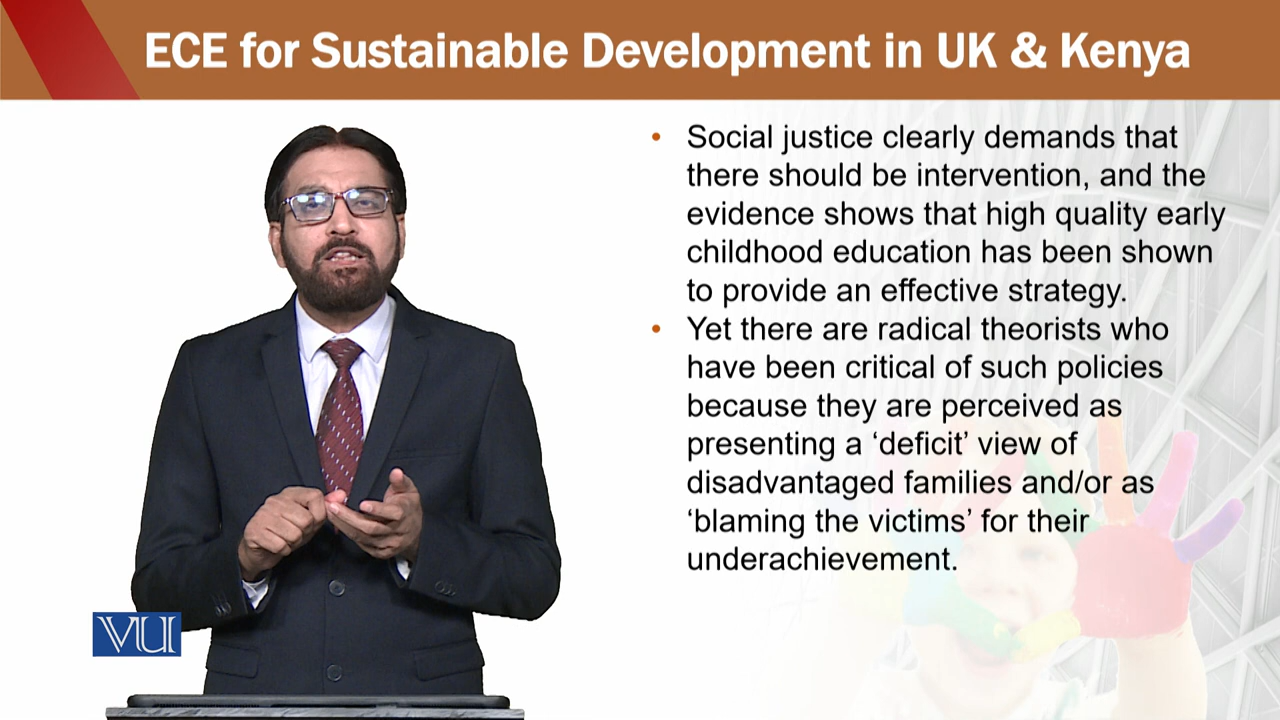 ECE for Sustainable Development in UK & Kenya
• Social justice clearly demands that
there should be intervention, and the
evidence shows that high quality early
childhood education has been shown
to provide an effective strategy.
• Yet there are radical theorists who
have been critical of such policies
because they are perceived as
presenting a ‘deficit’ view of
disadvantaged families and/or as
‘blaming the victims’ for their
underachievement.
VU